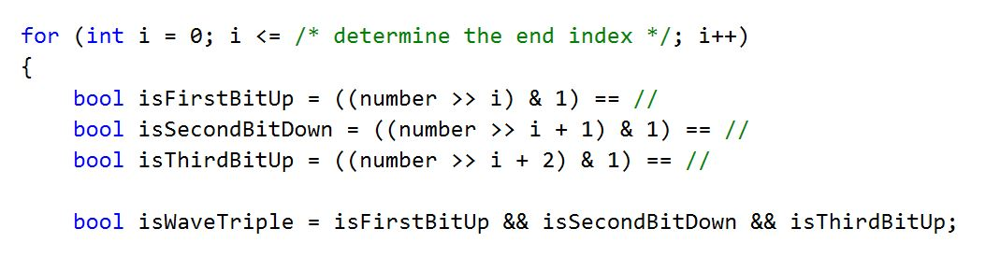 for (int i = 0; i <= /* determine the end index */; i++)
{
    bool isFirstBitUp = ((number >> i) & 1) == //
    bool isSecondBitDown = ((number >> i + 1) & 1) == //
    bool isThirdBitUp = ((number >> i + 2) & 1) == //
    bool isWaveTriple = isFirstBitUp && isSecondBitDown && isThirdBitUp;